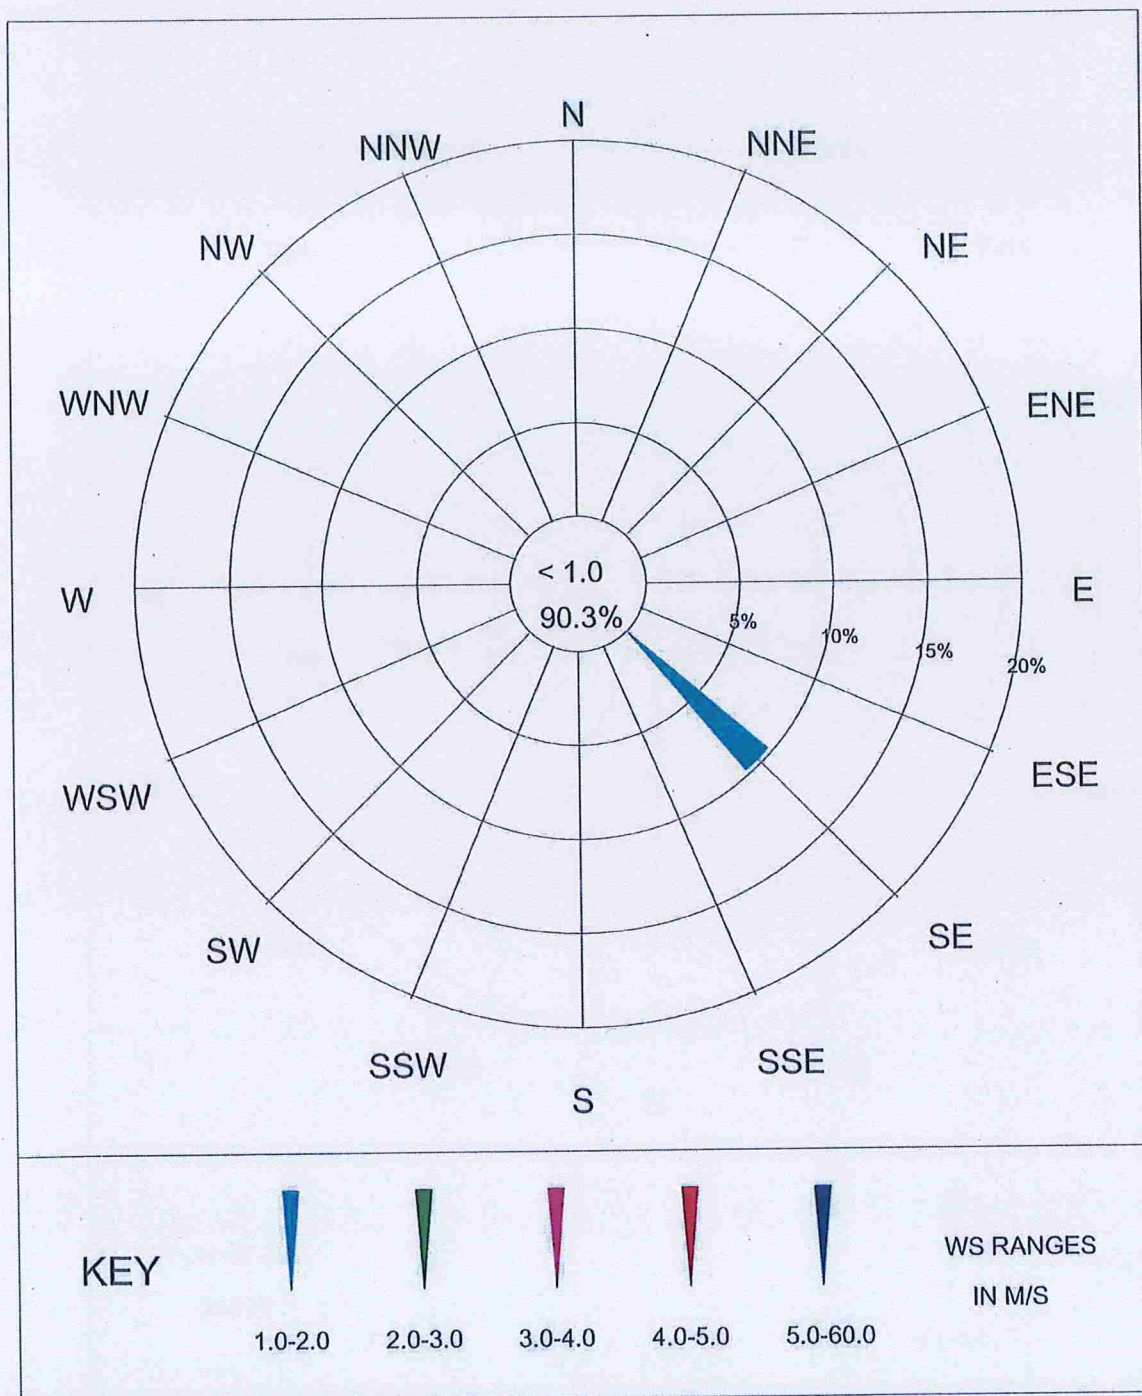 N
NNW
NNE
NW
NE
WNW
ENE
< 1.0
W
E
90.3%
5%
10%
15%
20%
WSW
ESE
SW
SE
SSW
SSE
S
KEY
WS RANGES
IN M/S
1.0-2.0 2.0-3.0 3.0-4.0 4.0-5.0 5.0-60.0